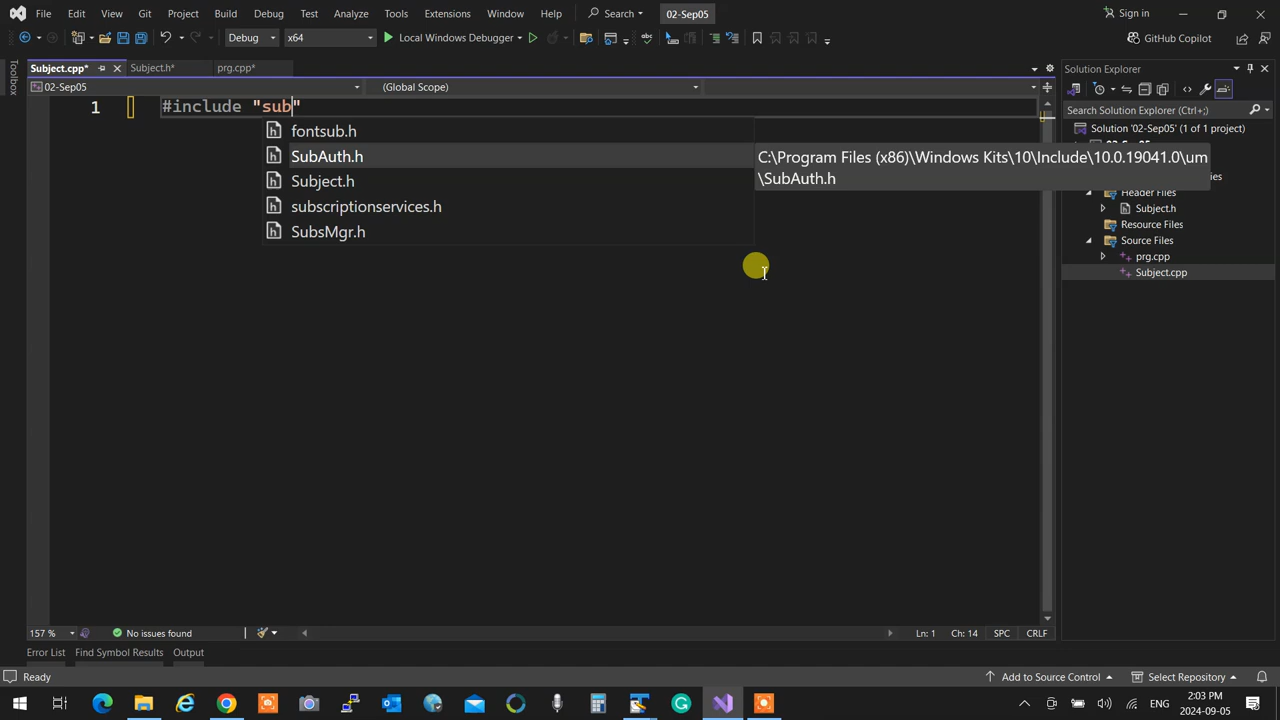 File Edit View Git Project Build Debug Test Analyze Tools Extensions Window Help Search 02-Sep05 Sign in
Debug x64 Local Windows Debugger GitHub Copilot
Toolbox
Subject.cpp* Subject.h* prg.cpp*
02-Sep05 (Global Scope)
1 #include "sub"
fontsub.h
SubAuth.h
Subject.h
subscriptionservices.h
SubsMgr.h
C:\Program Files (x86)\Windows Kits\10\Include\10.0.19041.0\um
\SubAuth.h
Solution Explorer
Search Solution Explorer (Ctrl+;)
Solution '02-Sep05' (1 of 1 project)
Header Files
Subject.h
Resource Files
Source Files
prg.cpp
Subject.cpp
157 % No issues found Ln: 1 Ch: 14 SPC CRLF
Error List Find Symbol Results Output
Ready Add to Source Control Select Repository
ENG 2:03 PM
2024-09-05